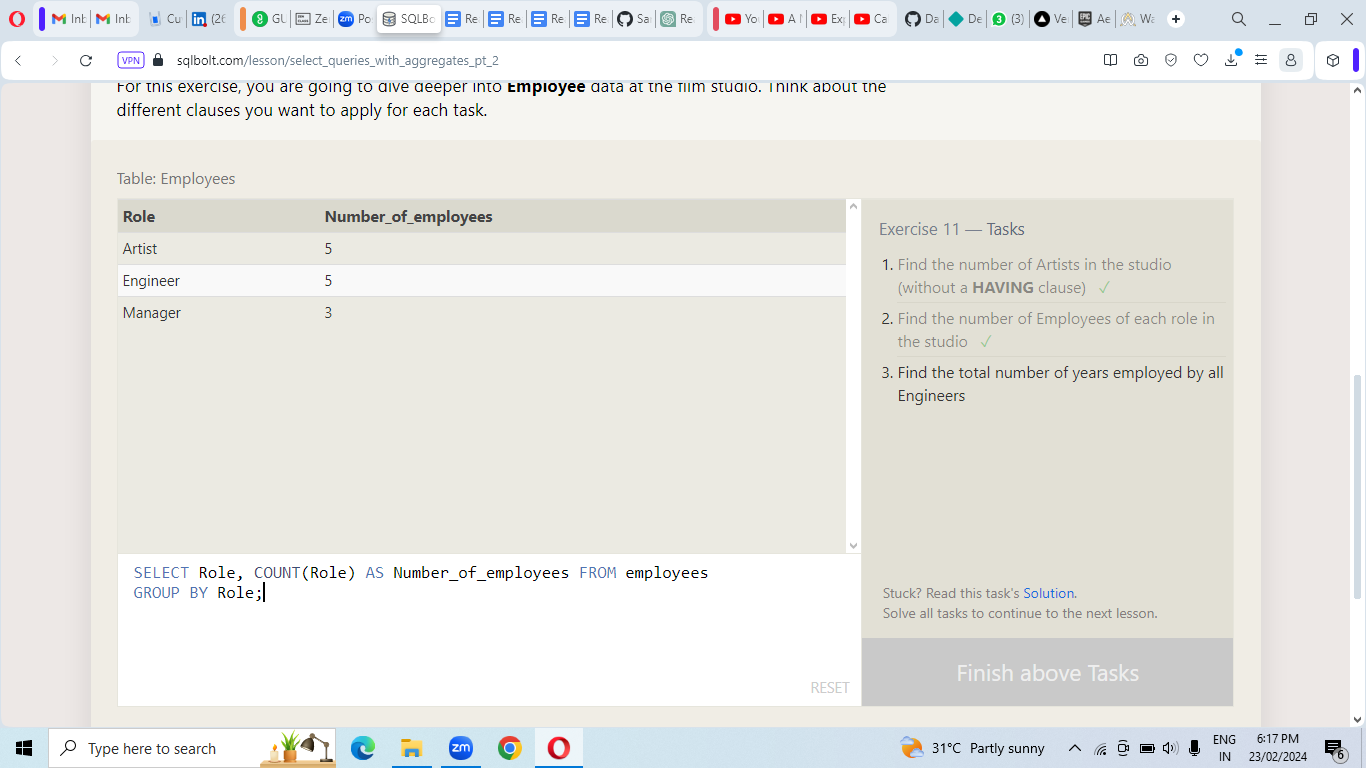 Inb
Inb
Cu
(26
GU
Ze
Po
SQLBo
Re
Re
Re
Re
Sa
Re
Yo
A M
Exp
Ca
Da
De
(3)
Ve
Ae
Wa
VPN
sqlbolt.com/lesson/select_queries_with_aggregates_pt_2
For this exercise, you are going to dive deeper into Employee data at the film studio. Think about the
different clauses you want to apply for each task.
Table: Employees
Role Number_of_employees
Artist 5
Engineer 5
Manager 3
SELECT Role, COUNT(Role) AS Number_of_employees FROM employees
GROUP BY Role;
RESET
Exercise 11 — Tasks
1. Find the number of Artists in the studio
(without a HAVING clause) ✓
2. Find the number of Employees of each role in
the studio ✓
3. Find the total number of years employed by all
Engineers
Stuck? Read this task's Solution.
Solve all tasks to continue to the next lesson.
Finish above Tasks
Type here to search
zm
31°C Partly sunny
ENG
IN
6:17 PM
23/02/2024
6